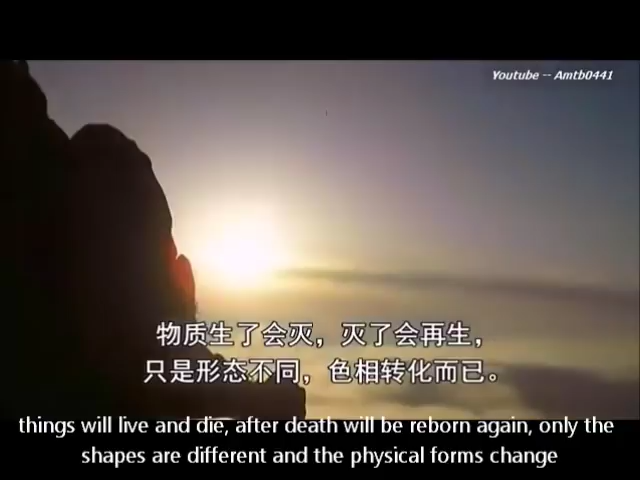 Youtube -- Amtb0441
物质生了会灭，灭了会再生，
只是形态不同，色相转化而已。
things will live and die, after death will be reborn again, only the
shapes are different and the physical forms change